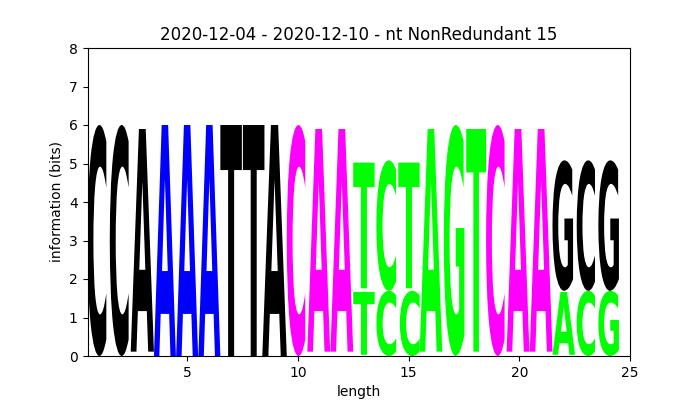 2020-12-04 - 2020-12-10 - nt NonRedundant 15
8
7
6
5
4
3
2
1
0
information (bits)
CCAAAATTACAATCTAGTCAAGCG
TCC ACG
5 10 15 20 25
length